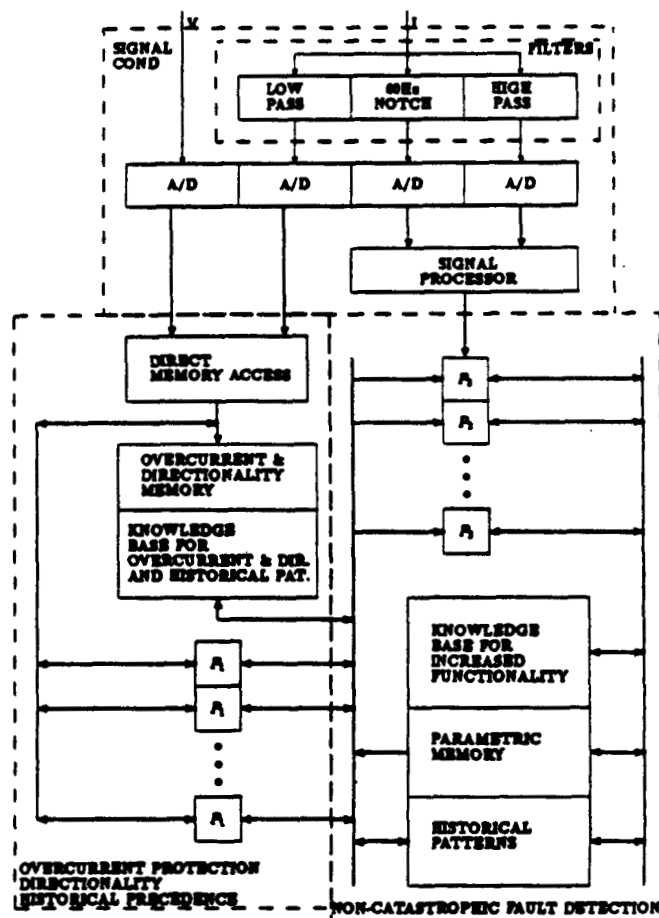 V
I
SIGNAL
COND
FILTERS
LOW
PASS
60Hz
NOTCH
HIGH
PASS
A/D
A/D
A/D
A/D
SIGNAL
PROCESSOR
DIRECT
MEMORY ACCESS
OVERCURRENT &
DIRECTIONALITY
MEMORY
KNOWLEDGE
BASE FOR
OVERCURRENT & DIR.
AND HISTORICAL PAT.
KNOWLEDGE
BASE FOR
INCREASED
FUNCTIONALITY
PARAMETRIC
MEMORY
HISTORICAL
PATTERNS
OVERCURRENT PROTECTION
DIRECTIONALITY
HISTORICAL PRECEDENCE
NON-CATASTROPHIC FAULT DETECTION